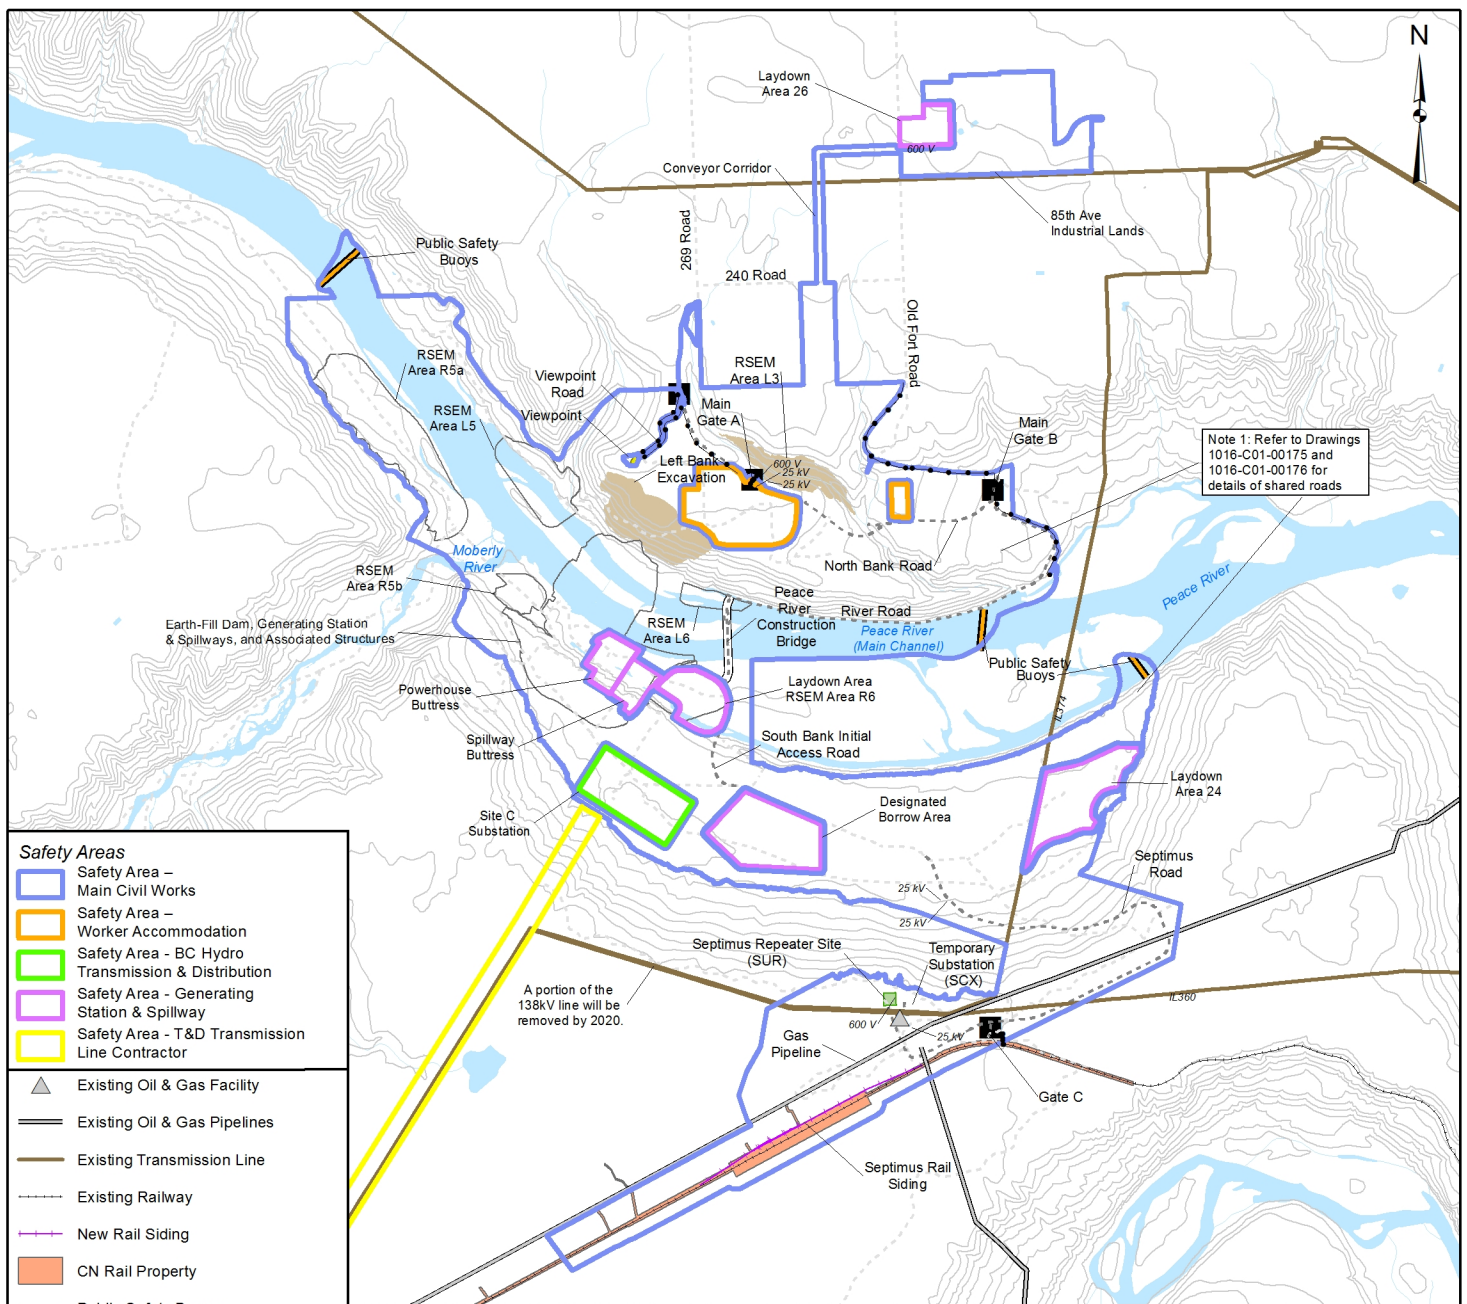 N
Laydown
Area 26
600 V
Conveyor Corridor
85th Ave
Industrial Lands
269 Road
240 Road
Old Fort Road
Public Safety
Buoys
RSEM
Area R5a
RSEM
Area L5
Viewpoint
Road
Viewpoint
RSEM
Area L3
Main
Gate A
Main
Gate B
Left Bank
Excavation
600 V
25 kV
25 kV
Note 1: Refer to Drawings
1016-C01-00175 and
1016-C01-00176 for
details of shared roads
Moberly
River
RSEM
Area R5b
North Bank Road
Peace River
Earth-Fill Dam, Generating Station
& Spillways, and Associated Structures
RSEM
Area L6
Peace
River
Construction
Bridge
River Road
Peace River
(Main Channel)
Public Safety
Buoys
Powerhouse
Buttress
Laydown Area
RSEM Area R6
IL374
Spillway
Buttress
South Bank Initial
Access Road
Laydown
Area 24
Site C
Substation
Designated
Borrow Area
Septimus
Road
25 kV
25 kV
Septimus Repeater Site
(SUR)
Temporary
Substation
(SCX)
A portion of the
138kV line will be
removed by 2020.
IL360
600 V
25 kV
Gas
Pipeline
Gate C
Septimus Rail
Siding
Safety Areas
Safety Area –
Main Civil Works
Safety Area –
Worker Accommodation
Safety Area - BC Hydro
Transmission & Distribution
Safety Area - Generating
Station & Spillway
Safety Area - T&D Transmission
Line Contractor
Existing Oil & Gas Facility
Existing Oil & Gas Pipelines
Existing Transmission Line
Existing Railway
New Rail Siding
CN Rail Property